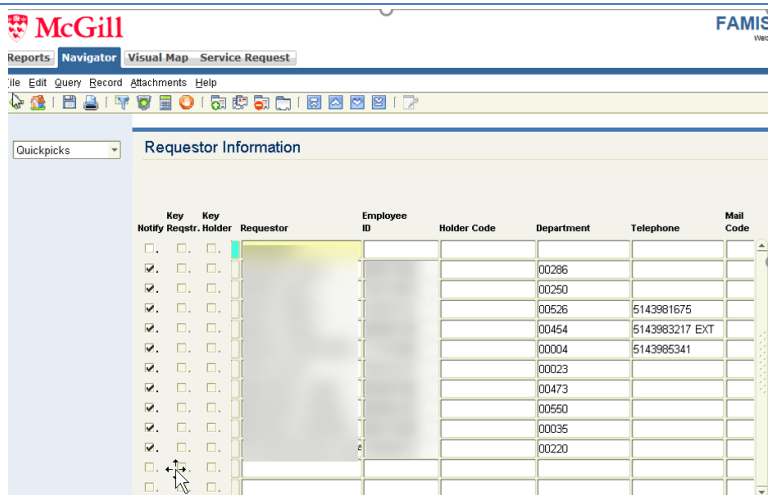 McGill
FAMIS
Welc
Reports Navigator Visual Map Service Request
ile Edit Query Record Attachments Help
Quickpicks
Requestor Information
Notify Key Reqstr. Key Holder Requestor Employee ID Holder Code Department Telephone Mail Code
00286
00250
00526 5143981675
00454 5143983217 EXT
00004 5143985341
00023
00473
00550
00035
00220